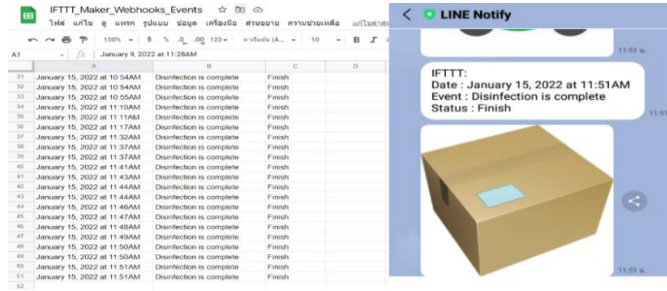 IFTTT_Maker_Webhooks_Events
ไฟล์ แก้ไข ดู แทรก รูปแบบ ข้อมูล เครื่องมือ ส่วนขยาย ความช่วยเหลือ
100% $ % .0 .00 123 ค่าเริ่มต้น (A... 10 B I
A1 fx January 9, 2022 at 11:28AM
A B C D
31 January 15, 2022 at 10:54AM Disinfection is complete Finish
32 January 15, 2022 at 10:54AM Disinfection is complete Finish
33 January 15, 2022 at 10:55AM Disinfection is complete Finish
34 January 15, 2022 at 11:10AM Disinfection is complete Finish
35 January 15, 2022 at 11:11AM Disinfection is complete Finish
36 January 15, 2022 at 11:17AM Disinfection is complete Finish
37 January 15, 2022 at 11:32AM Disinfection is complete Finish
38 January 15, 2022 at 11:37AM Disinfection is complete Finish
39 January 15, 2022 at 11:37AM Disinfection is complete Finish
40 January 15, 2022 at 11:41AM Disinfection is complete Finish
41 January 15, 2022 at 11:43AM Disinfection is complete Finish
42 January 15, 2022 at 11:44AM Disinfection is complete Finish
43 January 15, 2022 at 11:44AM Disinfection is complete Finish
44 January 15, 2022 at 11:46AM Disinfection is complete Finish
45 January 15, 2022 at 11:47AM Disinfection is complete Finish
46 January 15, 2022 at 11:48AM Disinfection is complete Finish
47 January 15, 2022 at 11:49AM Disinfection is complete Finish
48 January 15, 2022 at 11:50AM Disinfection is complete Finish
49 January 15, 2022 at 11:50AM Disinfection is complete Finish
50 January 15, 2022 at 11:51AM Disinfection is complete Finish
51 January 15, 2022 at 11:51AM Disinfection is complete Finish
52
LINE Notify
11:51 น.
IFTTT:
Date : January 15, 2022 at 11:51AM
Event : Disinfection is complete
Status : Finish
11:51
11:51 น.